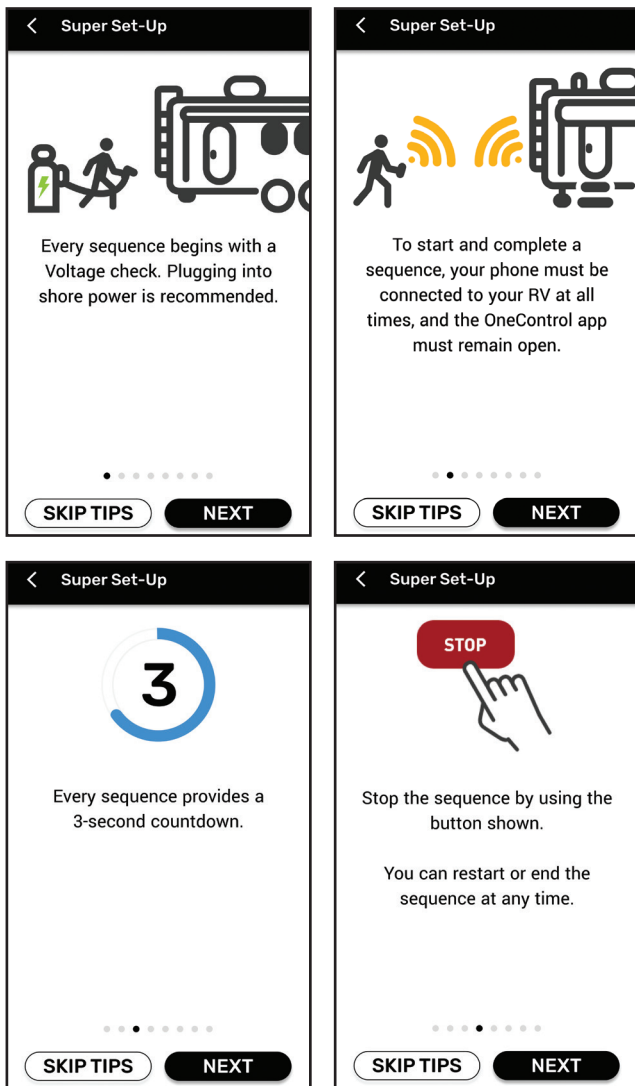 Super Set-Up
Every sequence begins with a
Voltage check. Plugging into
shore power is recommended.
SKIP TIPS
NEXT
Super Set-Up
To start and complete a
sequence, your phone must be
connected to your RV at all
times, and the OneControl app
must remain open.
SKIP TIPS
NEXT
Super Set-Up
3
Every sequence provides a
3-second countdown.
SKIP TIPS
NEXT
Super Set-Up
STOP
Stop the sequence by using the
button shown.
You can restart or end the
sequence at any time.
SKIP TIPS
NEXT